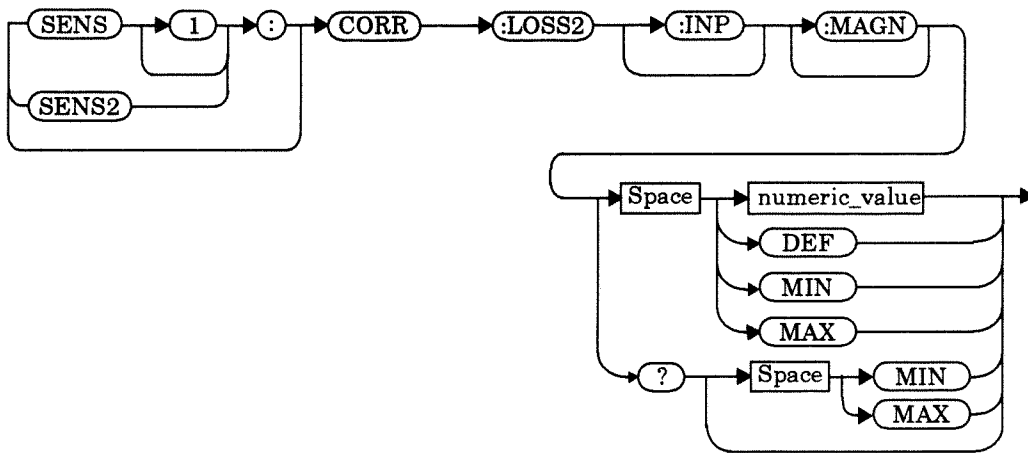 SENS 1 : CORR :LOSS2 :INP :MAGN
SENS2
Space numeric_value
DEF
MIN
MAX
? Space MIN
MAX